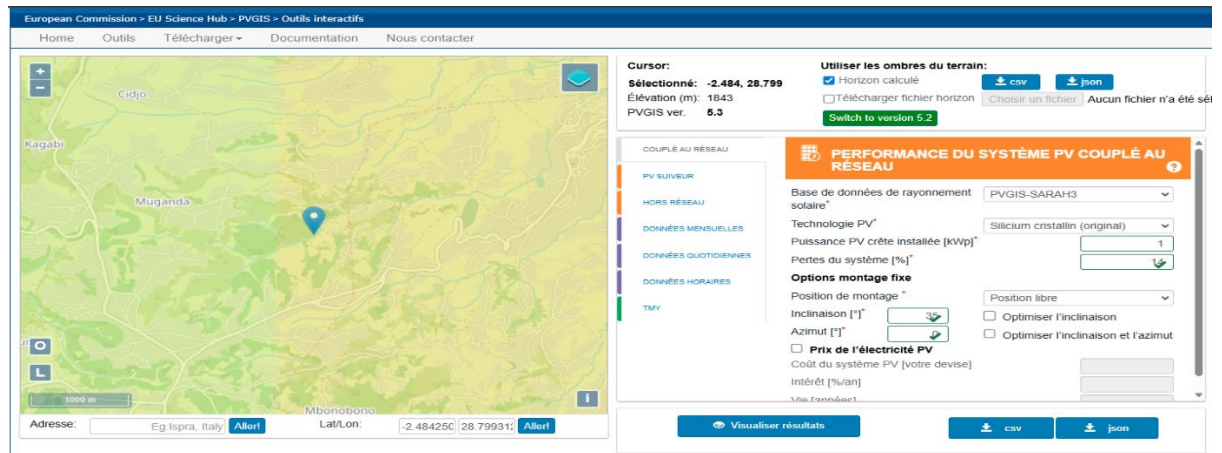 European Commission > EU Science Hub > PVGIS > Outils interactifs
Home Outils Télécharger Documentation Nous contacter
+
−
Cidjo
Kagabi
Muganda
Mbonobono
L
1000 m
i
Adresse: Eg.Ispra, Italy Aller! Lat/Lon: -2.484250 28.79931 Aller!
Cursor:
Sélectionné: -2.484, 28.799
Élévation (m): 1843
PVGIS ver. 5.3
Utiliser les ombres du terrain:
Horizon calculé csv json
Télécharger fichier horizon Choisir un fichier Aucun fichier n'a été sél
Switch to version 5.2
COUPLÉ AU RÉSEAU
PV SUIVEUR
HORS RÉSEAU
DONNÉES MENSUELLES
DONNÉES QUOTIDIENNES
DONNÉES HORAIRES
TMY
PERFORMANCE DU SYSTÈME PV COUPLÉ AU
RÉSEAU
?
Base de données de rayonnement
solaire* PVGIS-SARAH3
Technologie PV* Silicium cristallin (original)
Puissance PV crête installée [kWp]* 1
Pertes du système [%]* 14
Options montage fixe
Position de montage * Position libre
Inclinaison [°]* 35 Optimiser l'inclinaison
Azimut [°]* 0 Optimiser l'inclinaison et l'azimut
Prix de l'électricité PV
Coût du système PV [votre devise]
Intérêt [%/an]
Vie [années]
Visualiser résultats csv json